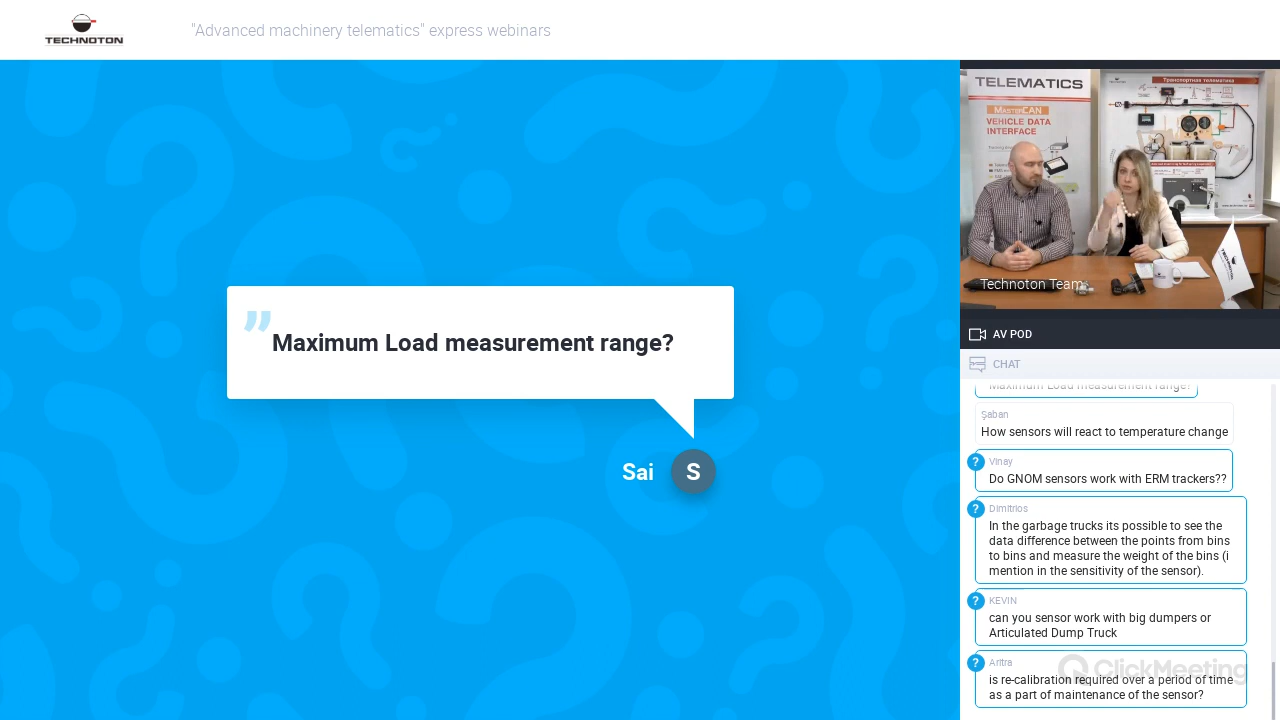 TECHNOTON
"Advanced machinery telematics" express webinars
”
Maximum Load measurement range?
Sai
S
TELEMATICS
MasterCAN
VEHICLE DATA
INTERFACE
Транспортная телематика
TECHNOTON
Technoton Team
AV POD
CHAT
Maximum Load measurement range?
Şaban
How sensors will react to temperature change
?
Vinay
Do GNOM sensors work with ERM trackers??
?
Dimitrios
In the garbage trucks its possible to see the
data difference between the points from bins
to bins and measure the weight of the bins (i
mention in the sensitivity of the sensor).
?
KEVIN
can you sensor work with big dumpers or
Articulated Dump Truck
?
Aritra
is re-calibration required over a period of time
as a part of maintenance of the sensor?
ClickMeeting